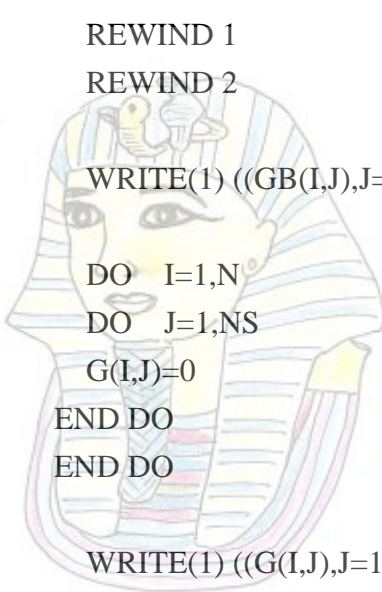 REWIND 1
REWIND 2
WRITE(1) ((GB(I,J),J=
DO I=1,N
DO J=1,NS
G(I,J)=0
END DO
END DO
WRITE(1) ((G(I,J),J=1